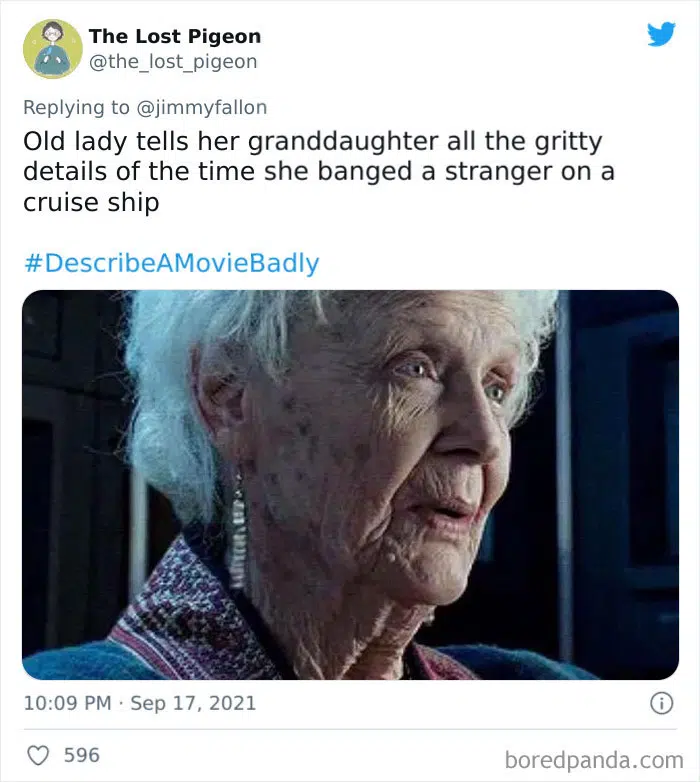 The Lost Pigeon
@the_lost_pigeon
Replying to @jimmyfallon
Old lady tells her granddaughter all the gritty
details of the time she banged a stranger on a
cruise ship
#DescribeAMovieBadly
10:09 PM · Sep 17, 2021
596
boredpanda.com